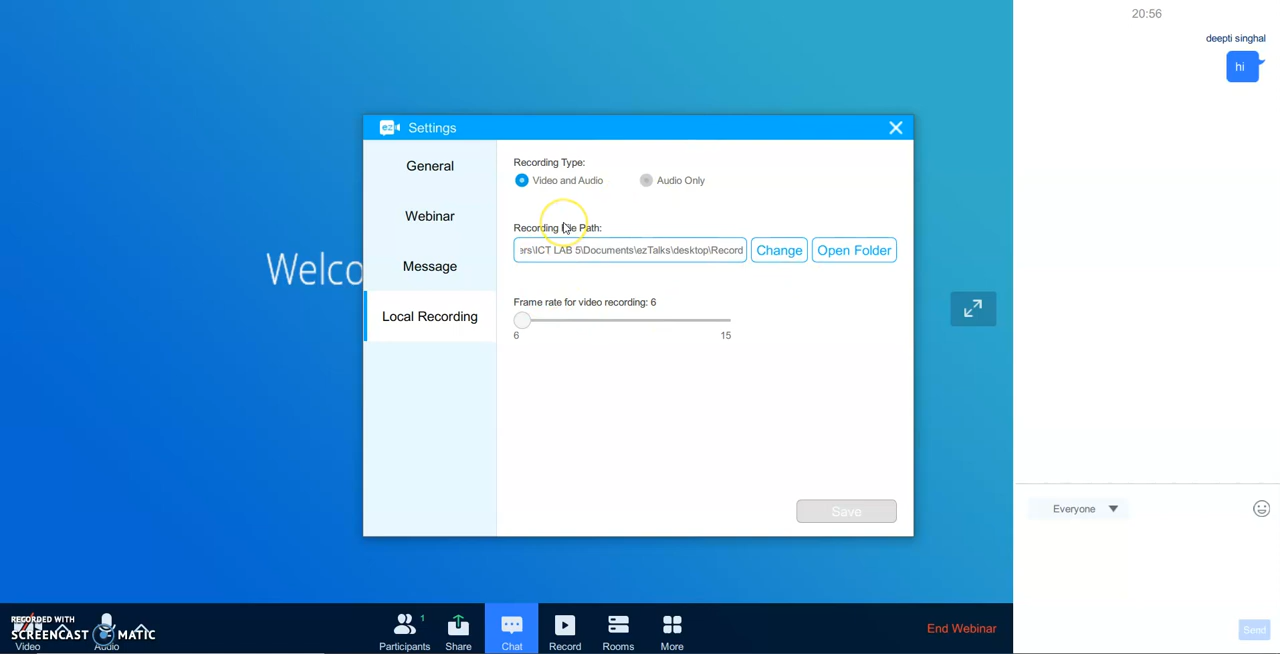 20:56
deepti singhal
hi
Settings
General
Webinar
Message
Local Recording
Recording Type:
Video and Audio
Audio Only
Recording File Path:
ers\ICT LAB 5\Documents\ezTalks\desktop\Record
Change
Open Folder
Frame rate for video recording: 6
6
15
Save
Welco
Everyone
Send
RECORDED WITH
SCREENCAST MATIC
Video
Audio
Participants
1
Share
Chat
Record
Rooms
More
End Webinar